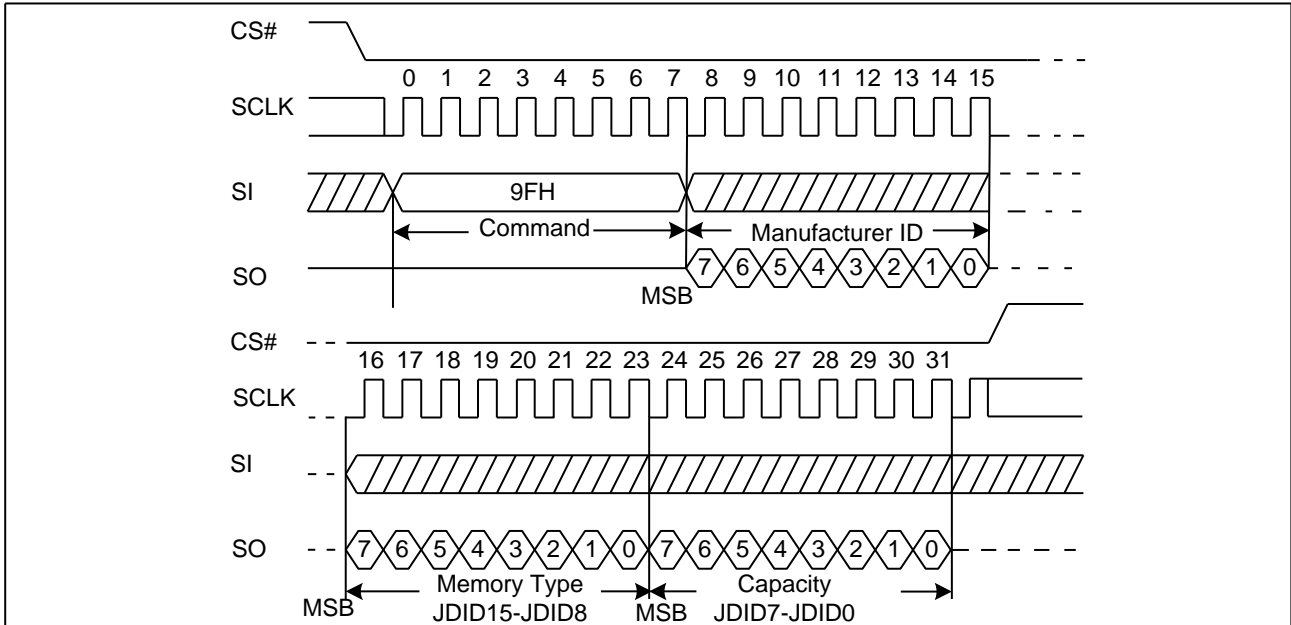 CS#
0 1 2 3 4 5 6 7 8 9 10 11 12 13 14 15
SCLK
SI
9FH
Command
Manufacturer ID
SO
7 6 5 4 3 2 1 0
MSB
CS#
16 17 18 19 20 21 22 23 24 25 26 27 28 29 30 31
SCLK
SI
SO
7 6 5 4 3 2 1 0 7 6 5 4 3 2 1 0
Memory Type Capacity
MSB JDID15-JDID8 MSB JDID7-JDID0